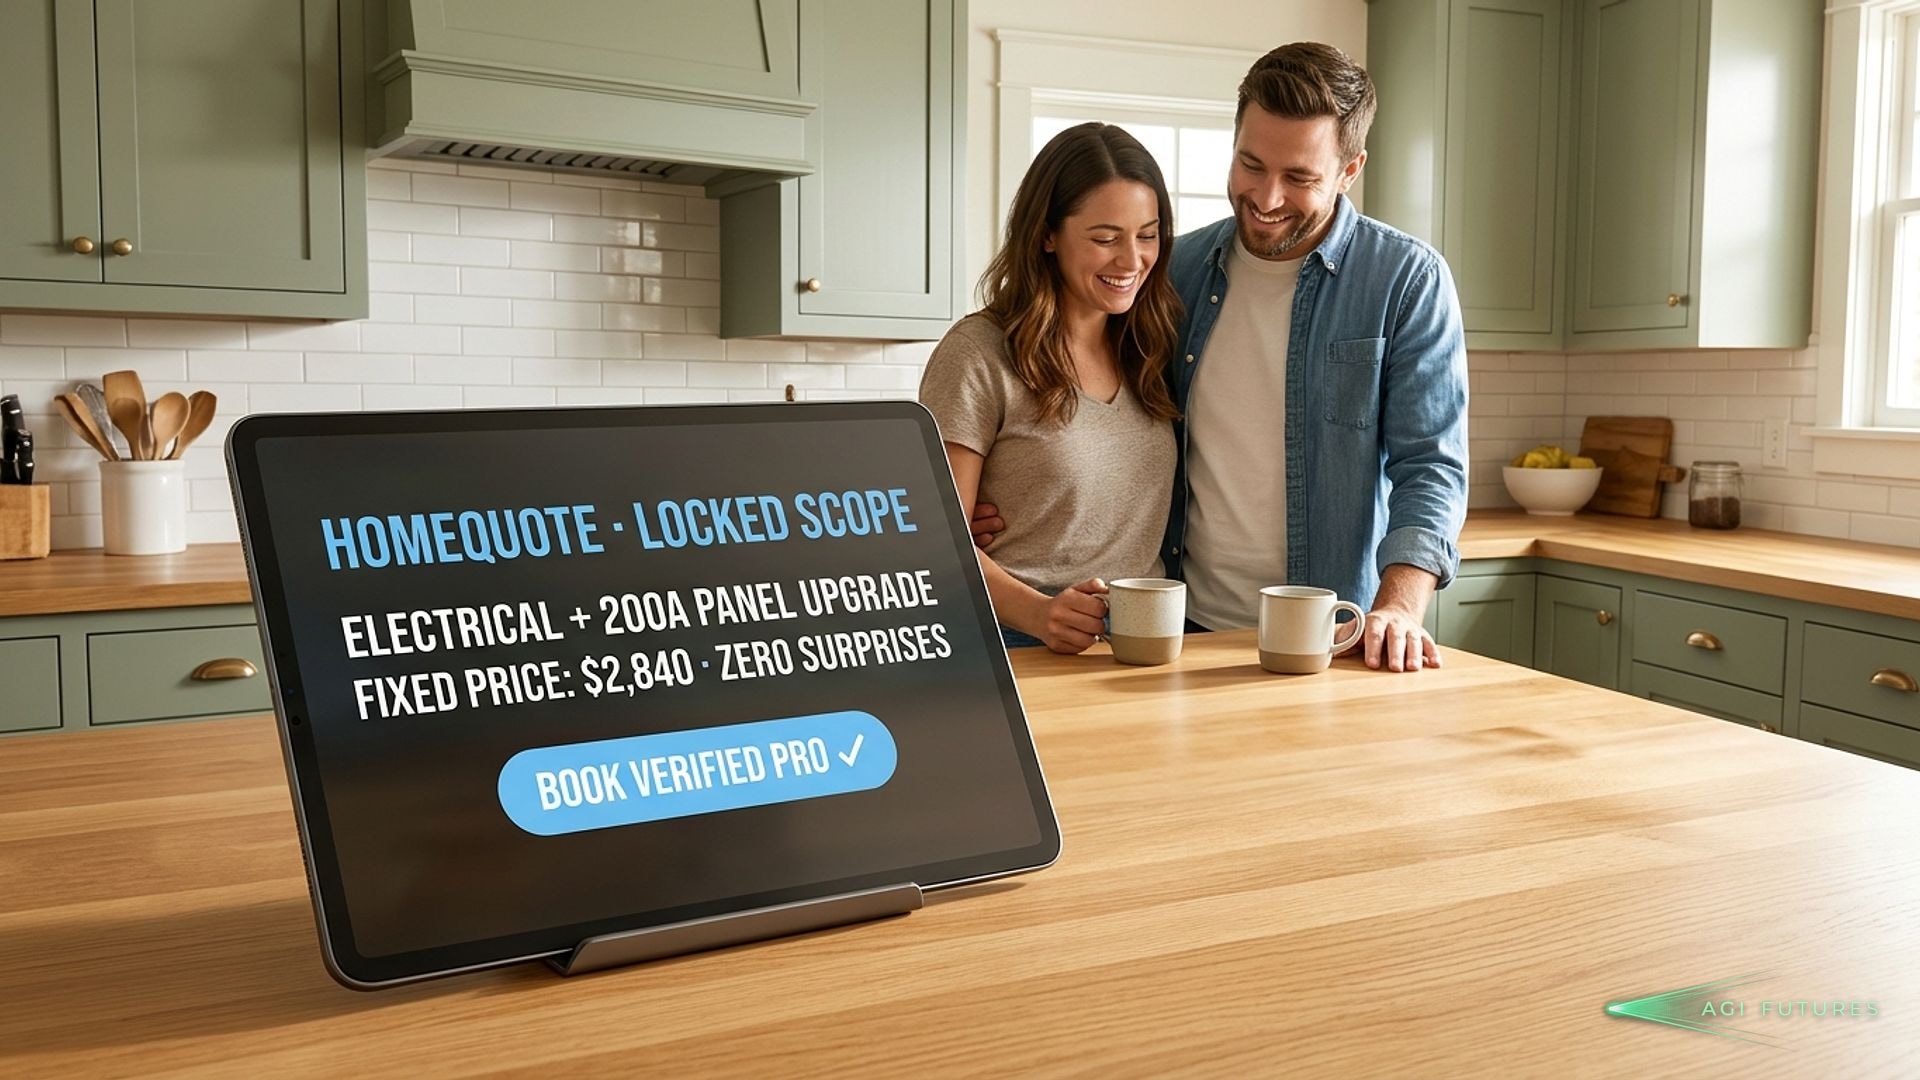 HOMEQUOTE · LOCKED SCOPE
ELECTRICAL + 200A PANEL UPGRADE
FIXED PRICE: $2,840 · ZERO SURPRISES
BOOK VERIFIED PRO ✓
AGI FUTURES